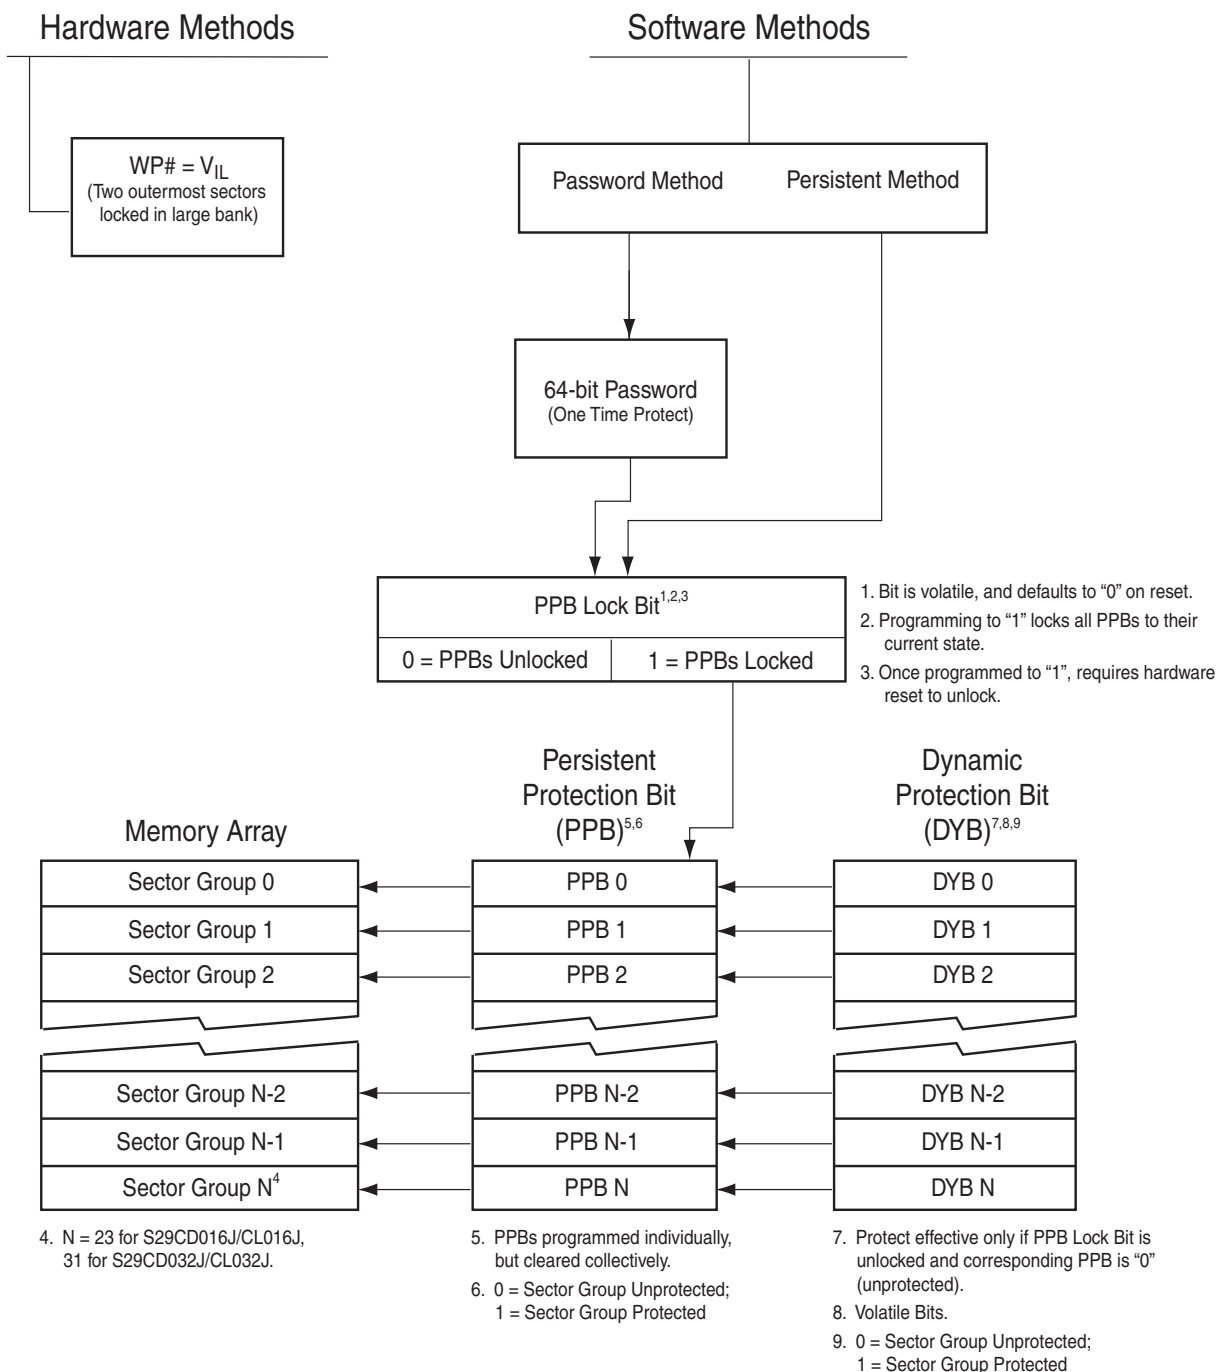 Hardware Methods
Software Methods
WP# = VIL
(Two outermost sectors
locked in large bank)
Password Method
Persistent Method
64-bit Password
(One Time Protect)
PPB Lock Bit1,2,3
0 = PPBs Unlocked
1 = PPBs Locked
1. Bit is volatile, and defaults to “0” on reset.
2. Programming to “1” locks all PPBs to their
current state.
3. Once programmed to “1”, requires hardware
reset to unlock.
Memory Array
Persistent
Protection Bit
(PPB)5,6
Dynamic
Protection Bit
(DYB)7,8,9
Sector Group 0
PPB 0
DYB 0
Sector Group 1
PPB 1
DYB 1
Sector Group 2
PPB 2
DYB 2
Sector Group N-2
PPB N-2
DYB N-2
Sector Group N-1
PPB N-1
DYB N-1
Sector Group N4
PPB N
DYB N
4. N = 23 for S29CD016J/CL016J,
31 for S29CD032J/CL032J.
5. PPBs programmed individually,
but cleared collectively.
6. 0 = Sector Group Unprotected;
1 = Sector Group Protected
7. Protect effective only if PPB Lock Bit is
unlocked and corresponding PPB is “0”
(unprotected).
8. Volatile Bits.
9. 0 = Sector Group Unprotected;
1 = Sector Group Protected